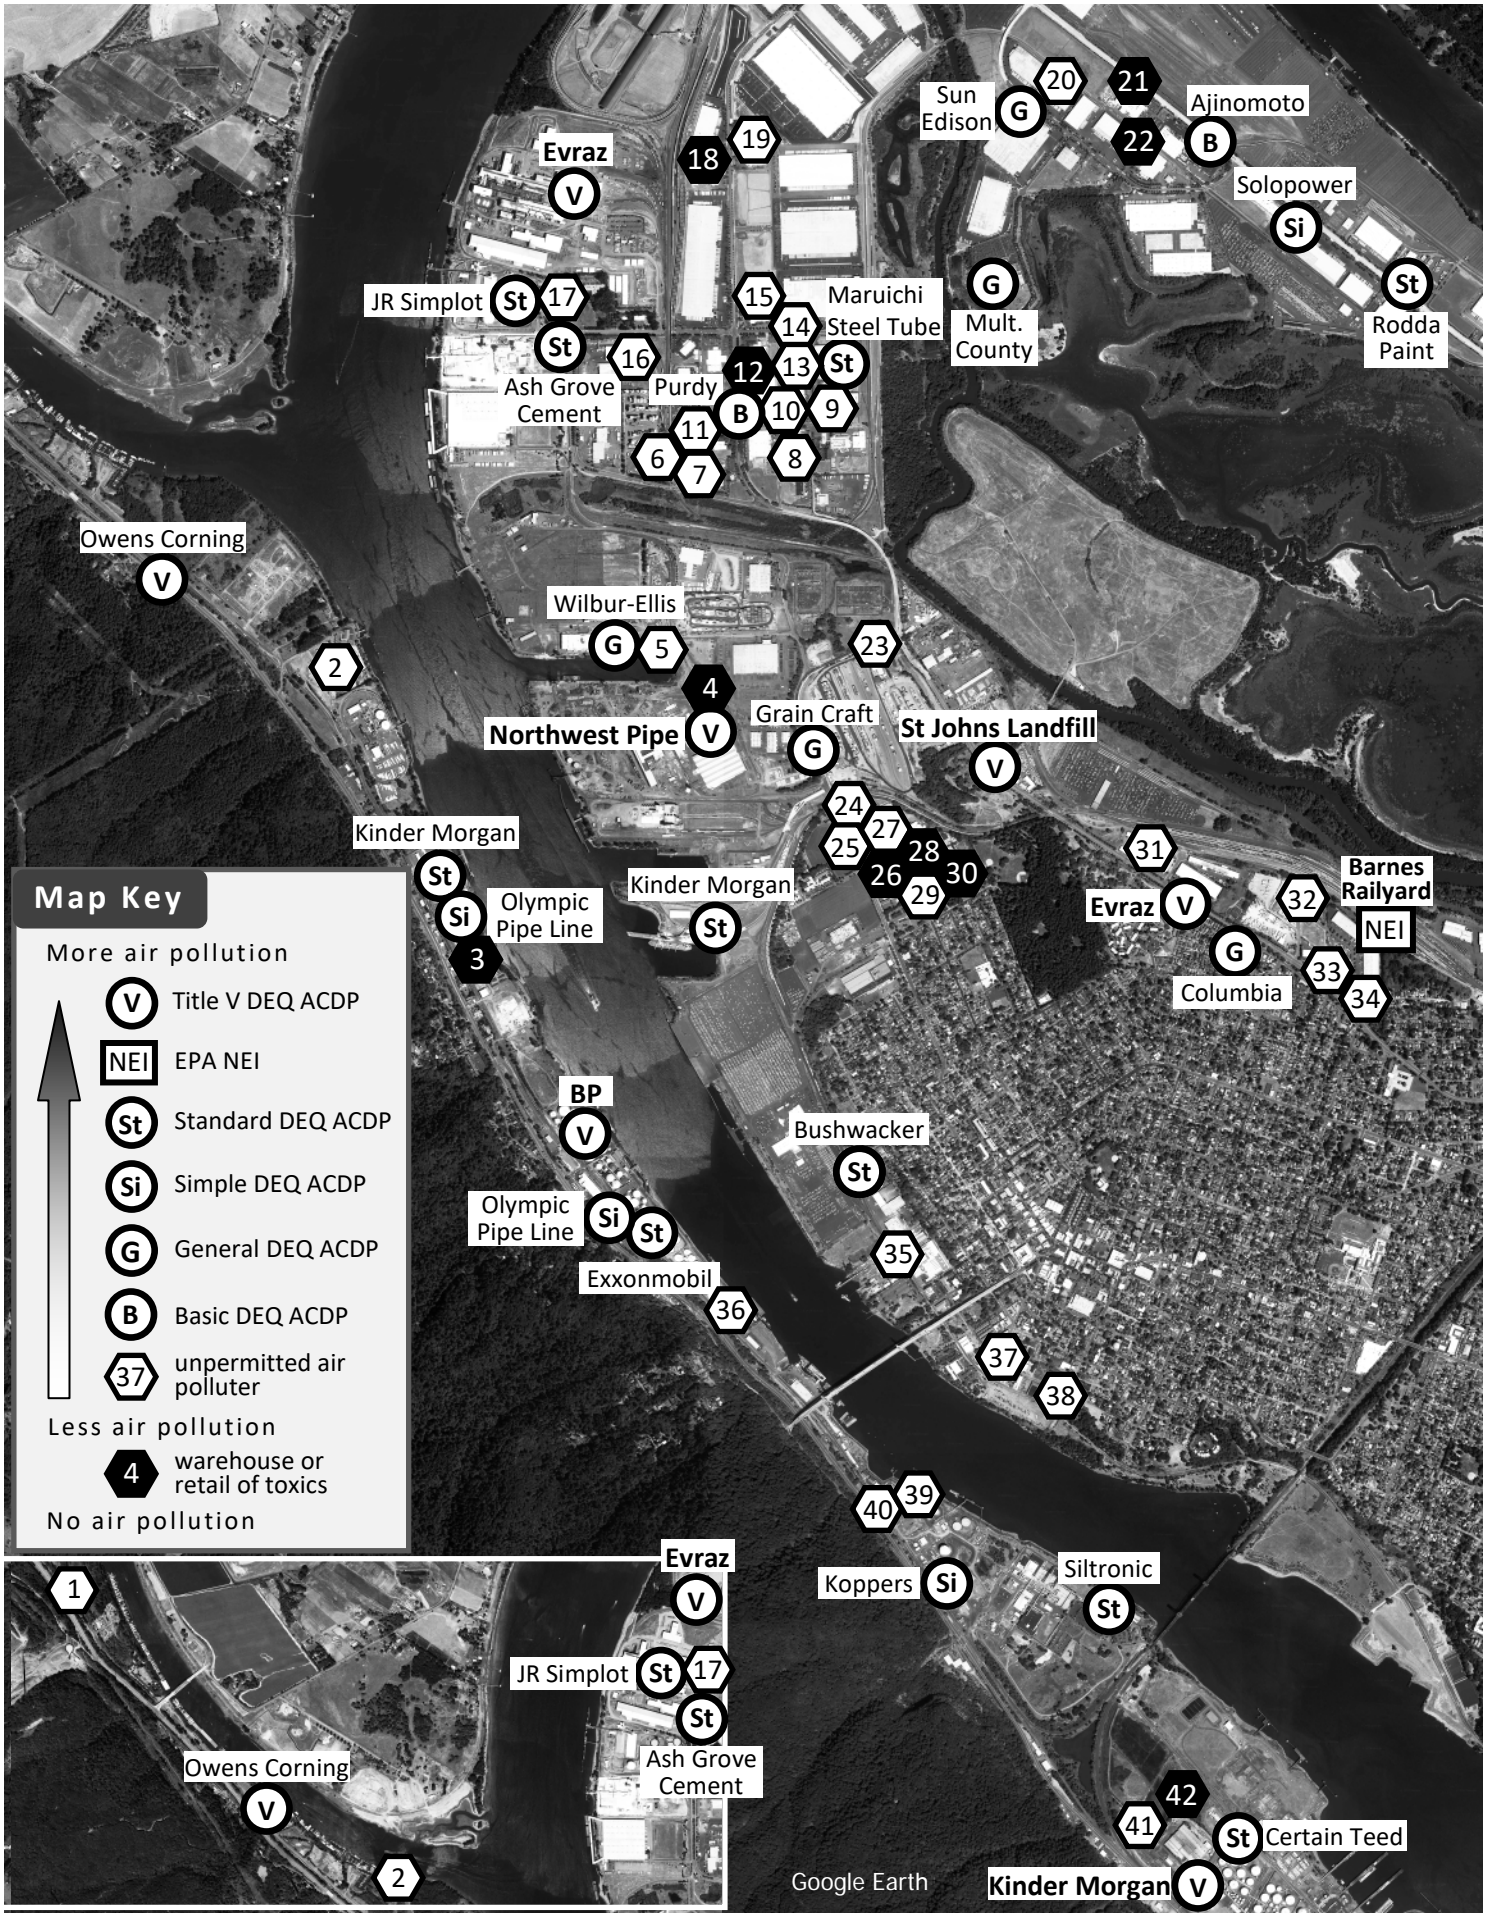 20
21
Sun
Edison
G
Ajinomoto
22
B
19
18
Evraz
V
Solopower
Si
JR Simplot
St
17
15
Maruichi
Steel Tube
14
G
Mult.
County
St
Rodda
Paint
St
Ash Grove
Cement
16
12
13
St
Purdy
B
10
9
11
6
7
8
Owens Corning
V
2
Wilbur-Ellis
G
5
23
4
Northwest Pipe
V
Grain Craft
G
St Johns Landfill
V
24
27
25
28
26
30
29
31
Barnes
Railyard
NEI
32
Evraz
V
G
Columbia
33
34
Kinder Morgan
St
Si
Olympic
Pipe Line
3
Kinder Morgan
St
Map Key
More air pollution
V Title V DEQ ACDP
NEI EPA NEI
St Standard DEQ ACDP
Si Simple DEQ ACDP
G General DEQ ACDP
B Basic DEQ ACDP
37 unpermitted air
polluter
Less air pollution
4 warehouse or
retail of toxics
No air pollution
BP
V
Bushwacker
St
Olympic
Pipe Line
Si
St
Exxonmobil
35
36
37
38
39
40
Koppers
Si
Siltronic
St
42
41
St
Certain Teed
Kinder Morgan
V
Google Earth
1
Evraz
V
JR Simplot
St
17
St
Ash Grove
Cement
Owens Corning
V
2